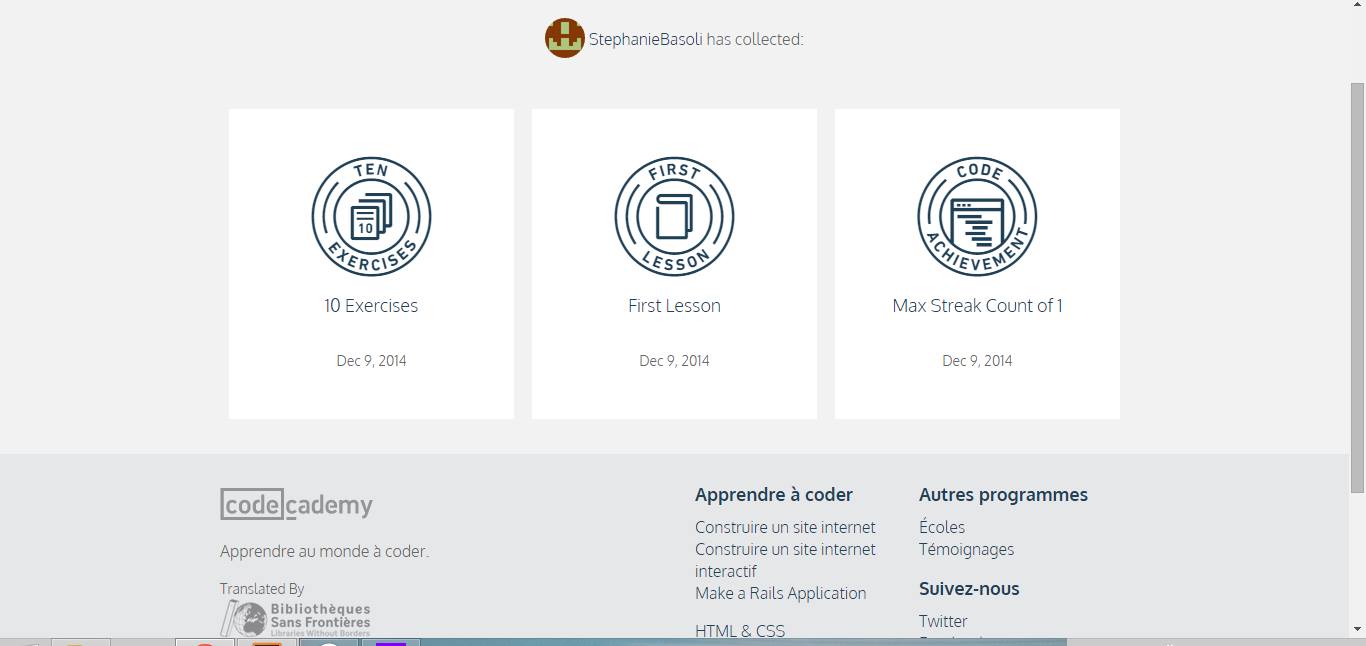 StephanieBasoli has collected:
TEN
10
EXERCISES
10 Exercises
Dec 9, 2014
FIRST
LESSON
First Lesson
Dec 9, 2014
CODE
ACHIEVEMENT
Max Streak Count of 1
Dec 9, 2014
codecademy
Apprendre au monde à coder.
Translated By
Bibliothèques
Sans Frontières
Libraries Without Borders
Apprendre à coder
Construire un site internet
Construire un site internet
interactif
Make a Rails Application
HTML & CSS
Autres programmes
Écoles
Témoignages
Suivez-nous
Twitter